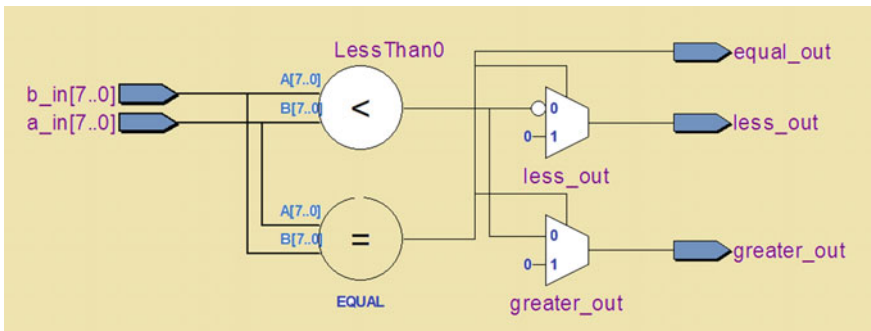 LessThan0
equal_out
A[7..0]
b_in[7..0]
B[7..0]
<
0
a_in[7..0]
0
1
less_out
less_out
A[7..0]
0
B[7..0]
=
0
1
greater_out
EQUAL
greater_out